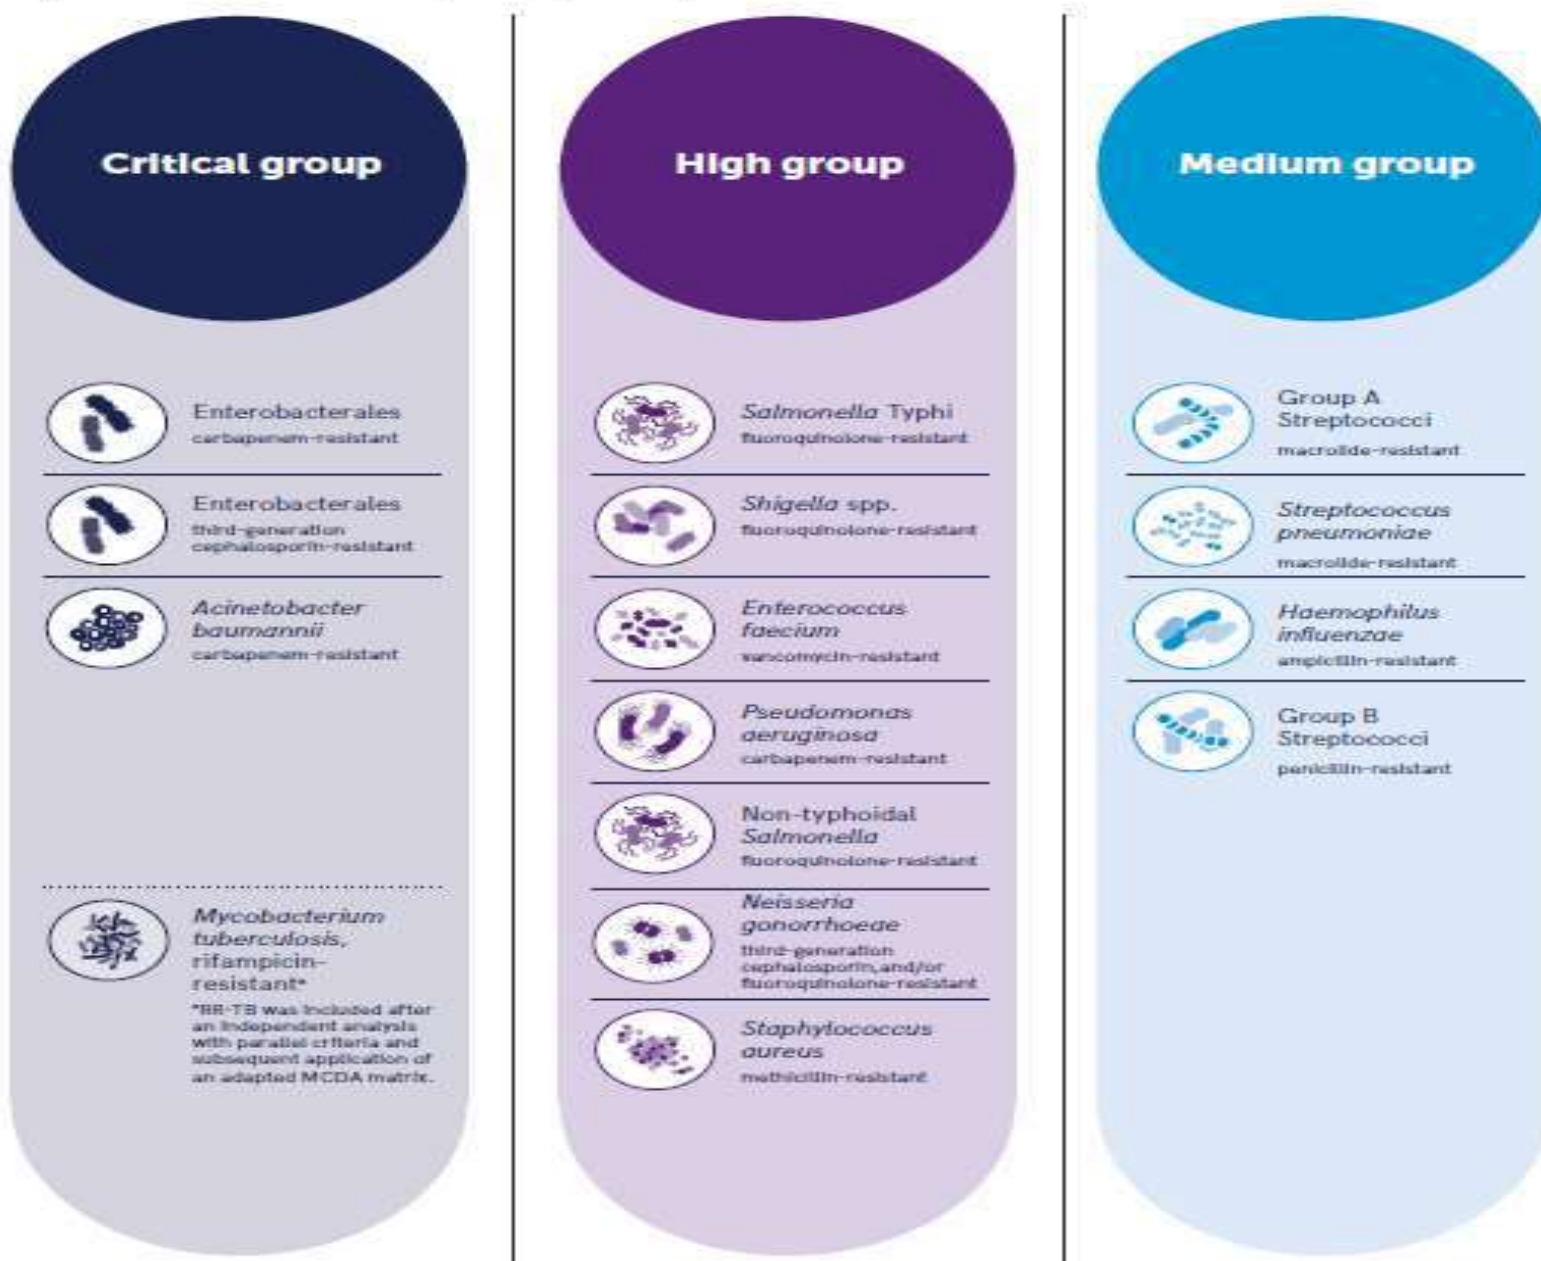 Critical group
Enterobacterales
carbapenem-resistant
Enterobacterales
third-generation
cephalosporin-resistant
Acinetobacter
baumannii
carbapenem-resistant
Mycobacterium
tuberculosis,
rifampicin-
resistant*
*RR-TB was included after
an independent analysis
with parallel criteria and
subsequent application of
an adapted MCDA matrix.
High group
Salmonella Typhi
fluoroquinolone-resistant
Shigella spp.
fluoroquinolone-resistant
Enterococcus
faecium
vancomycin-resistant
Pseudomonas
aeruginosa
carbapenem-resistant
Non-typhoidal
Salmonella
fluoroquinolone-resistant
Neisseria
gonorrhoeae
third-generation
cephalosporin,and/or
fluoroquinolone-resistant
Staphylococcus
aureus
methicillin-resistant
Medium group
Group A
Streptococci
macrolide-resistant
Streptococcus
pneumoniae
macrolide-resistant
Haemophilus
influenzae
ampicillin-resistant
Group B
Streptococci
penicillin-resistant